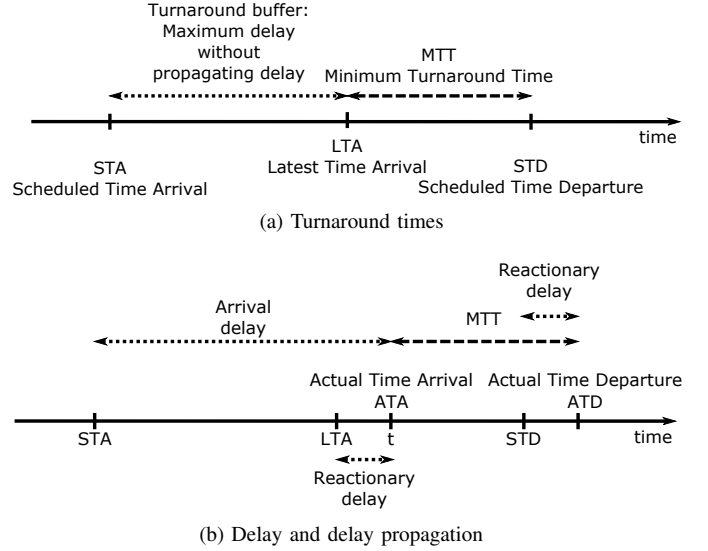 Turnaround buffer:
Maximum delay
without
propagating delay
MTT
Minimum Turnaround Time
time
STA
Scheduled Time Arrival
LTA
Latest Time Arrival
STD
Scheduled Time Departure
(a) Turnaround times
Reactionary
delay
Arrival
delay
MTT
Actual Time Arrival
ATA
Actual Time Departure
ATD
STA
LTA
t
STD
time
Reactionary
delay
(b) Delay and delay propagation